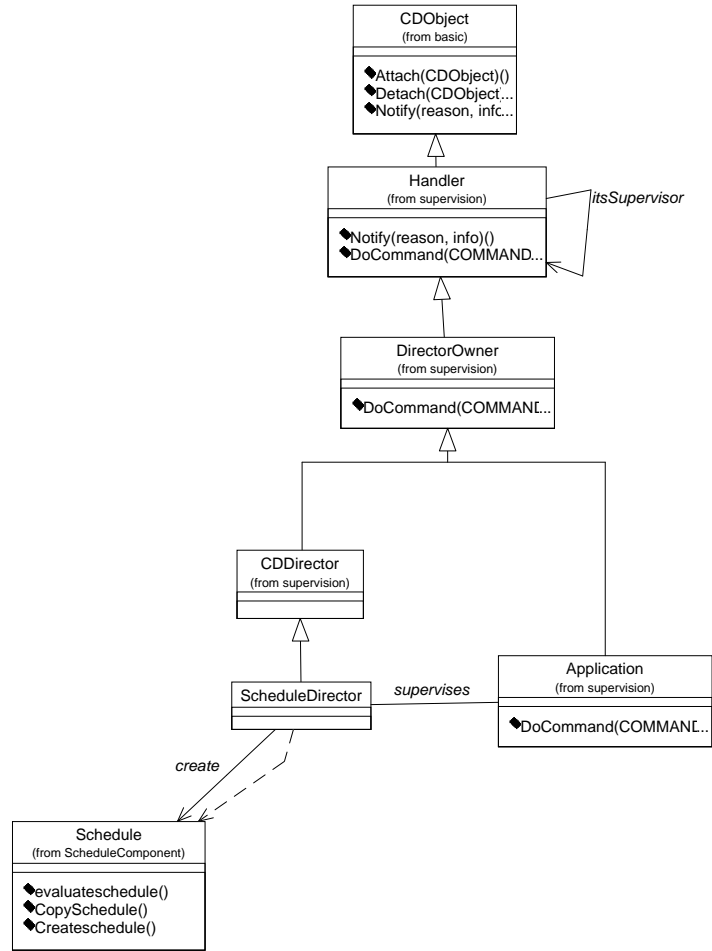 CDObject
(from basic)
Attach(CDObject)()
Detach(CDObject)...
Notify(reason, info...
Handler
(from supervision)
itsSupervisor
Notify(reason, info)()
DoCommand(COMMAND...
DirectorOwner
(from supervision)
DoCommand(COMMAND...
CDDirector
(from supervision)
ScheduleDirector
supervises
Application
(from supervision)
DoCommand(COMMAND...
create
Schedule
(from ScheduleComponent)
evaluateschedule()
CopySchedule()
Createschedule()